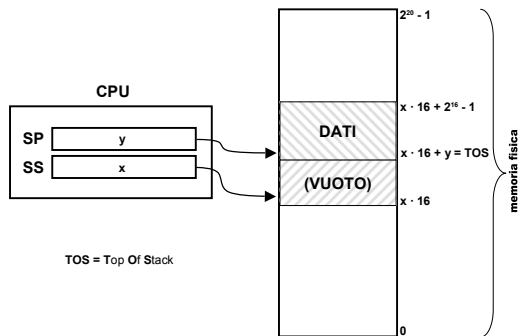 CPU
SP y
SS x
TOS = Top Of Stack
2²⁰ - 1
x · 16 + 2¹⁶ - 1
DATI
x · 16 + y = TOS
(VUOTO)
x · 16
0
memoria fisica